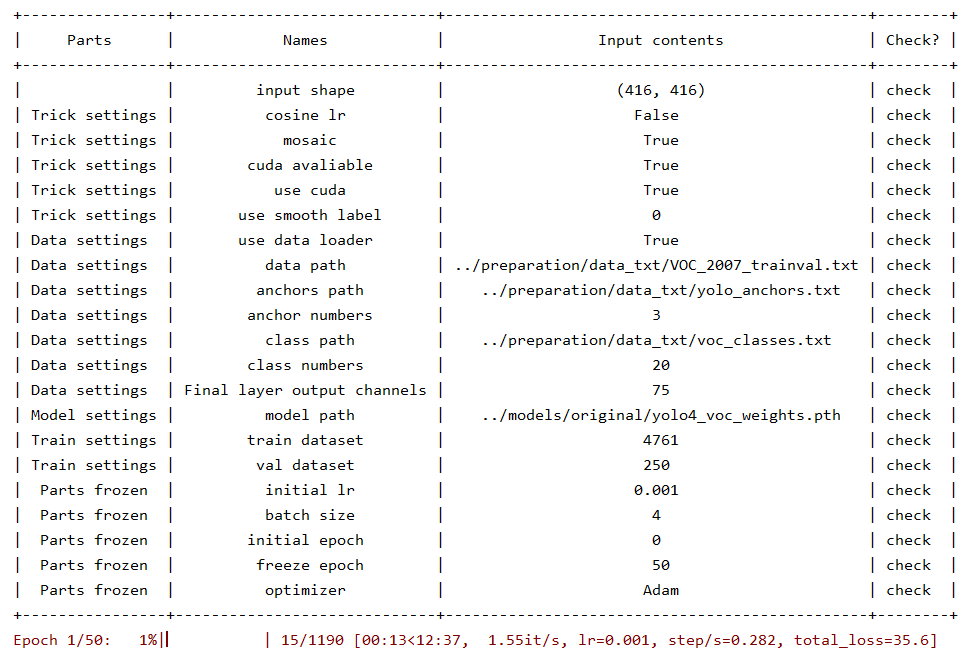 +----------------+-----------------------------+-----------------------------------------------+--------+
| Parts | Names | Input contents | Check? |
+----------------+-----------------------------+-----------------------------------------------+--------+
| | input shape | (416, 416) | check |
| Trick settings | cosine lr | False | check |
| Trick settings | mosaic | True | check |
| Trick settings | cuda avaliable | True | check |
| Trick settings | use cuda | True | check |
| Trick settings | use smooth label | 0 | check |
| Data settings | use data loader | True | check |
| Data settings | data path | ../preparation/data_txt/VOC_2007_trainval.txt | check |
| Data settings | anchors path | ../preparation/data_txt/yolo_anchors.txt | check |
| Data settings | anchor numbers | 3 | check |
| Data settings | class path | ../preparation/data_txt/voc_classes.txt | check |
| Data settings | class numbers | 20 | check |
| Data settings | Final layer output channels | 75 | check |
| Model settings | model path | ../models/original/yolo4_voc_weights.pth | check |
| Train settings | train dataset | 4761 | check |
| Train settings | val dataset | 250 | check |
| Parts frozen | initial lr | 0.001 | check |
| Parts frozen | batch size | 4 | check |
| Parts frozen | initial epoch | 0 | check |
| Parts frozen | freeze epoch | 50 | check |
| Parts frozen | optimizer | Adam | check |
+----------------+-----------------------------+-----------------------------------------------+--------+
Epoch 1/50: 1%| | 15/1190 [00:13<12:37, 1.55it/s, lr=0.001, step/s=0.282, total_loss=35.6]